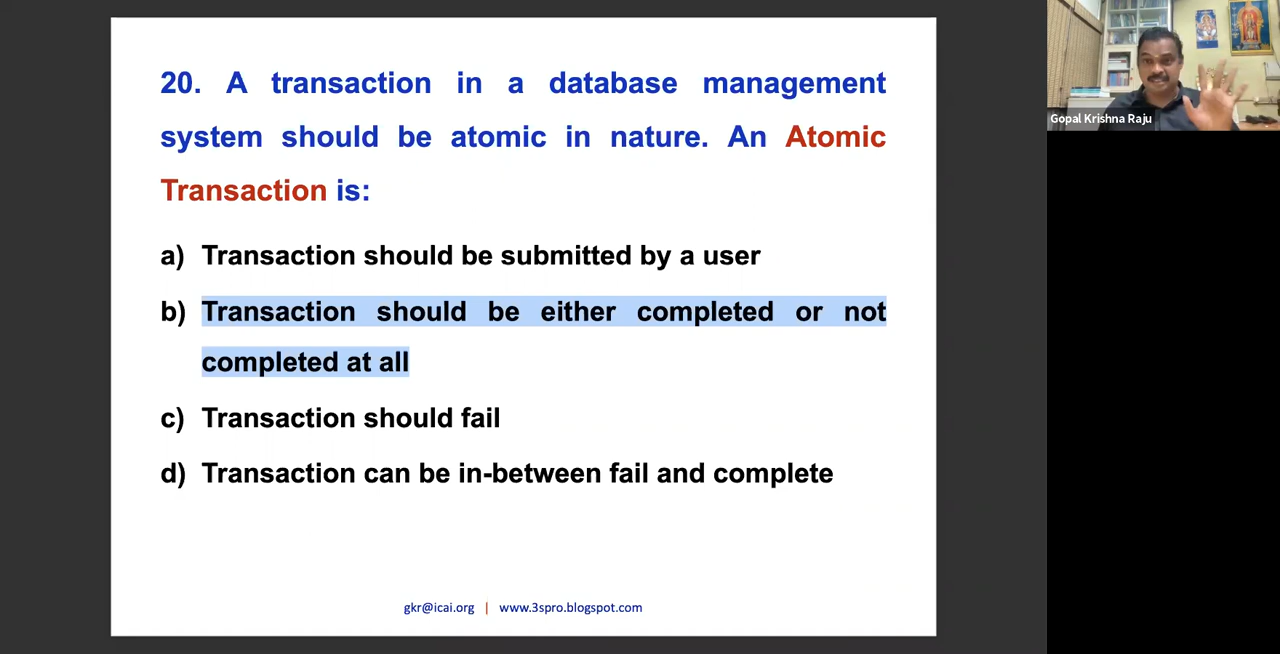 20. A transaction in a database management
system should be atomic in nature. An Atomic
Transaction is:
a) Transaction should be submitted by a user
b) Transaction should be either completed or not
completed at all
c) Transaction should fail
d) Transaction can be in-between fail and complete
gkr@icai.org | www.3spro.blogspot.com
Gopal Krishna Raju